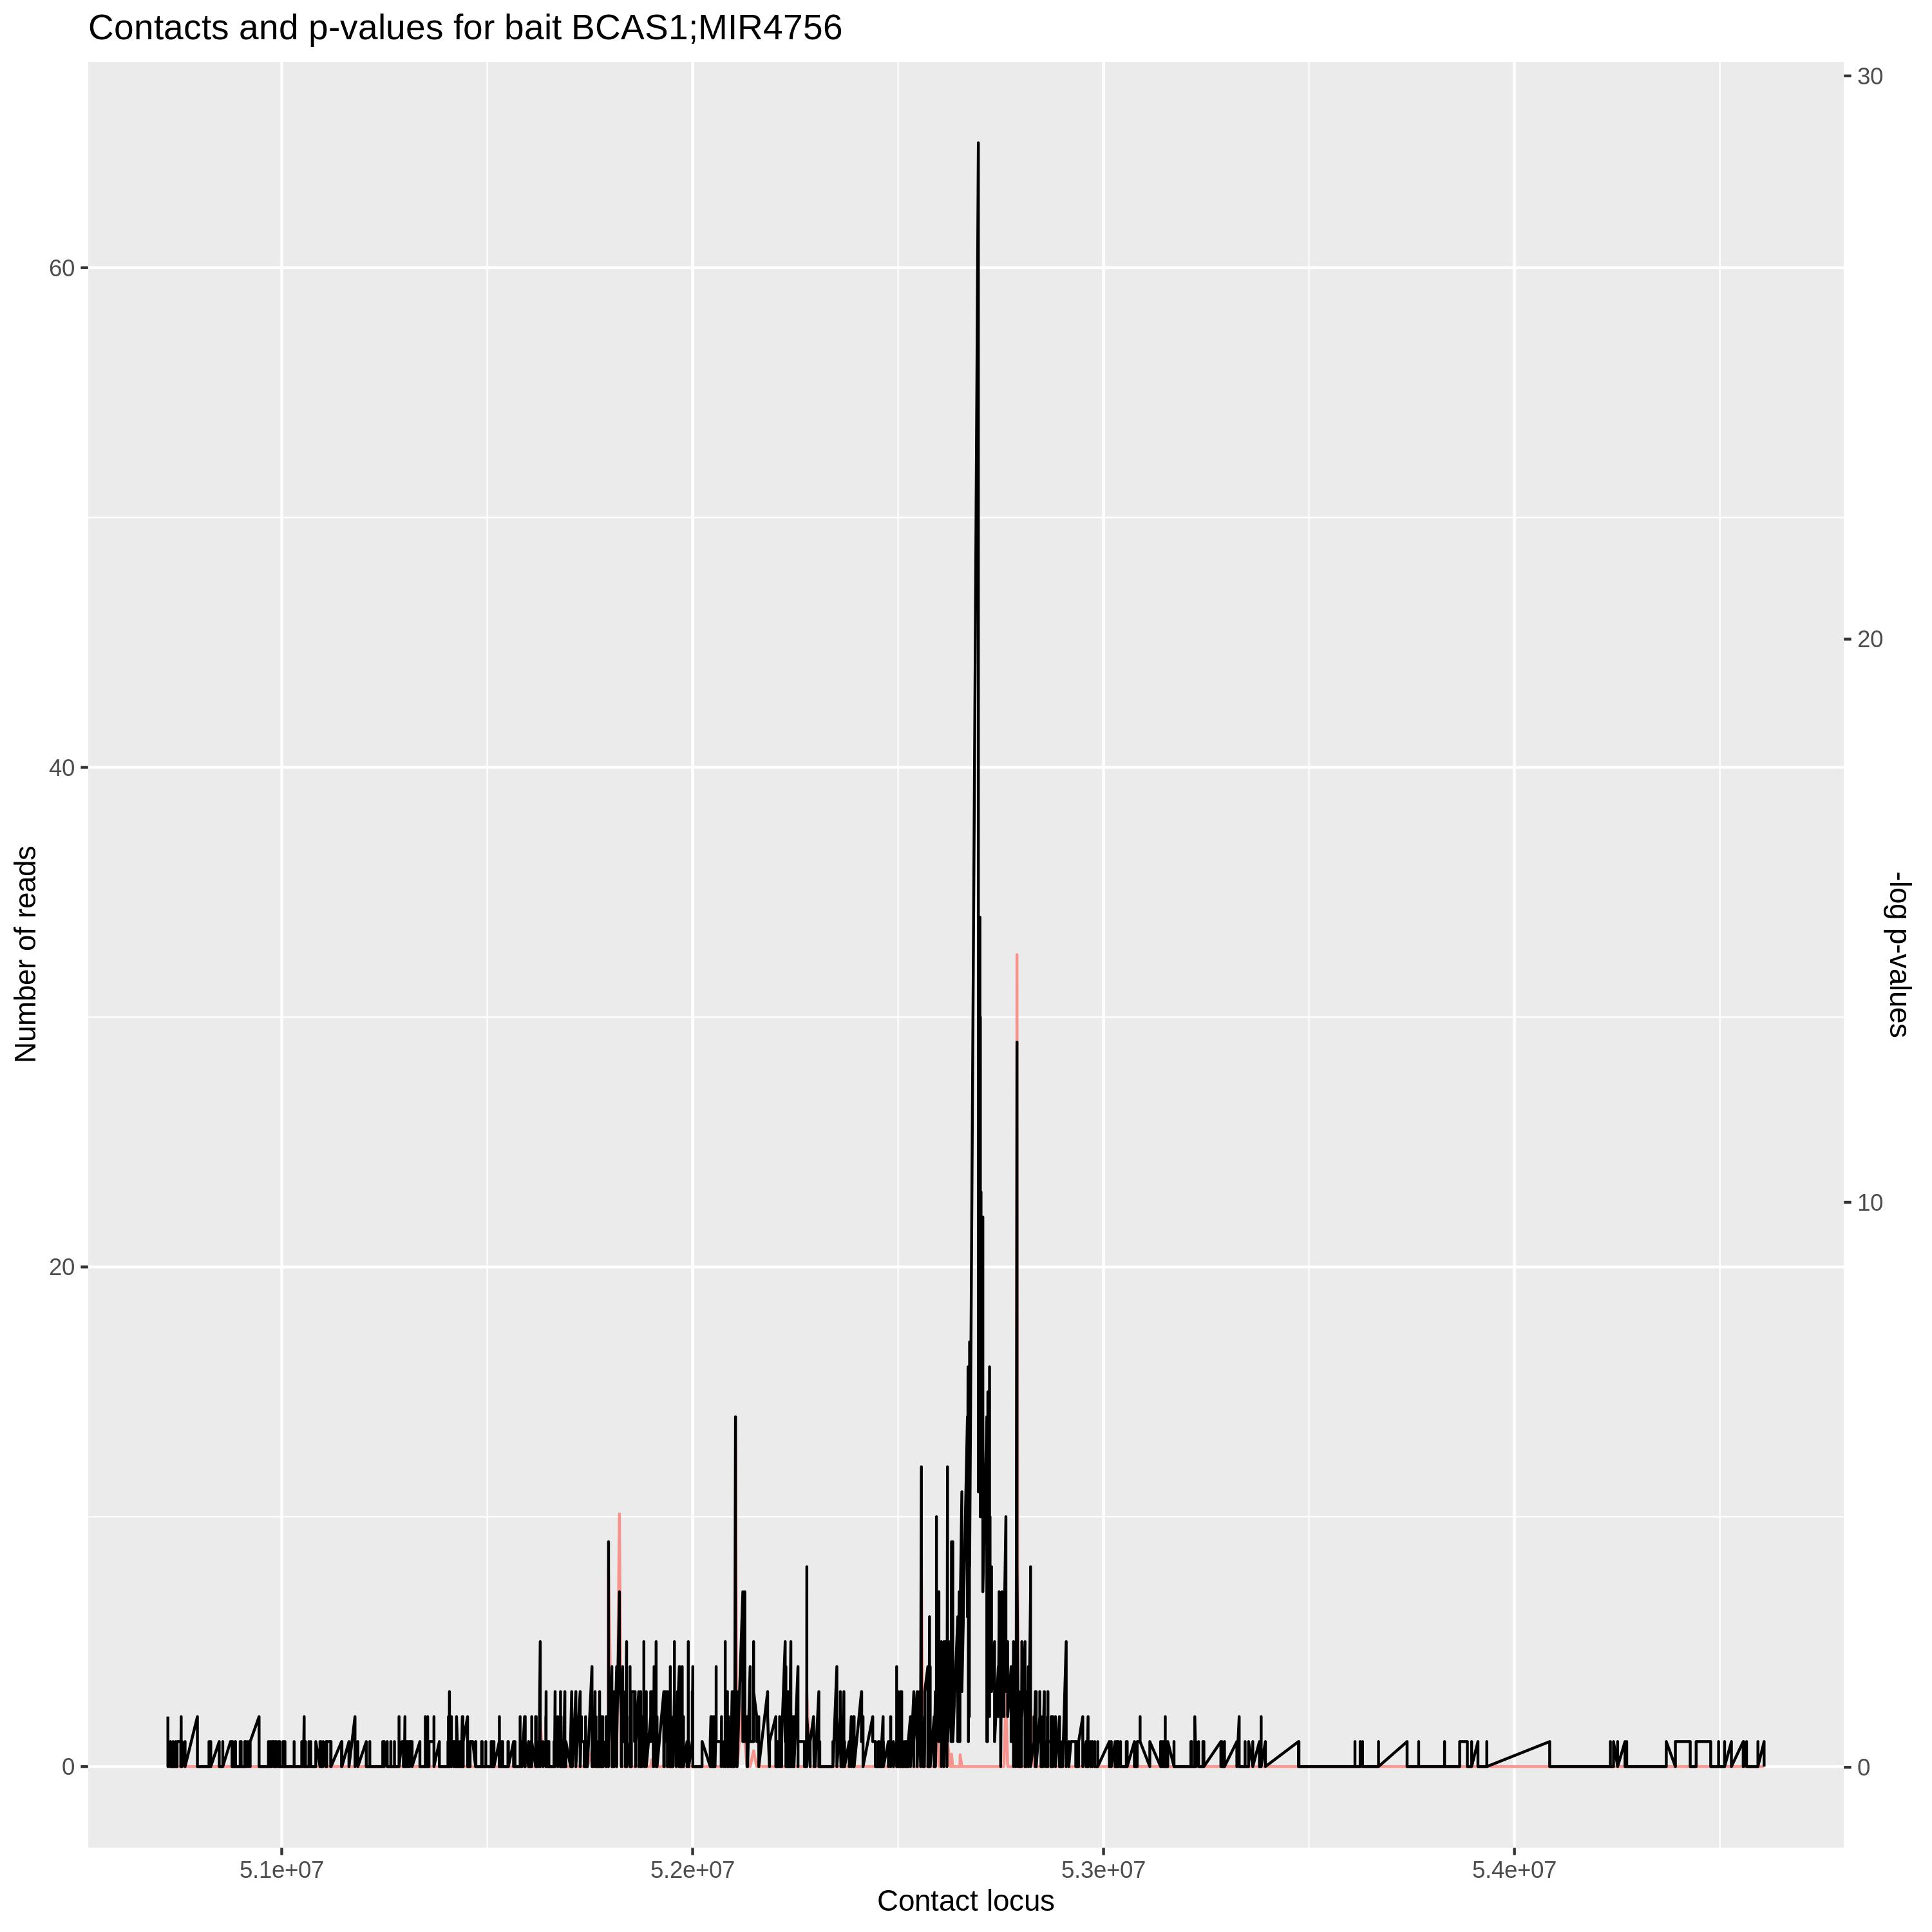 Contacts and p-values for bait BCAS1;MIR4756
30
60
20
40
10
20
0
0
Number of reads
-log p-values
5.1e+07
5.2e+07
5.3e+07
5.4e+07
Contact locus